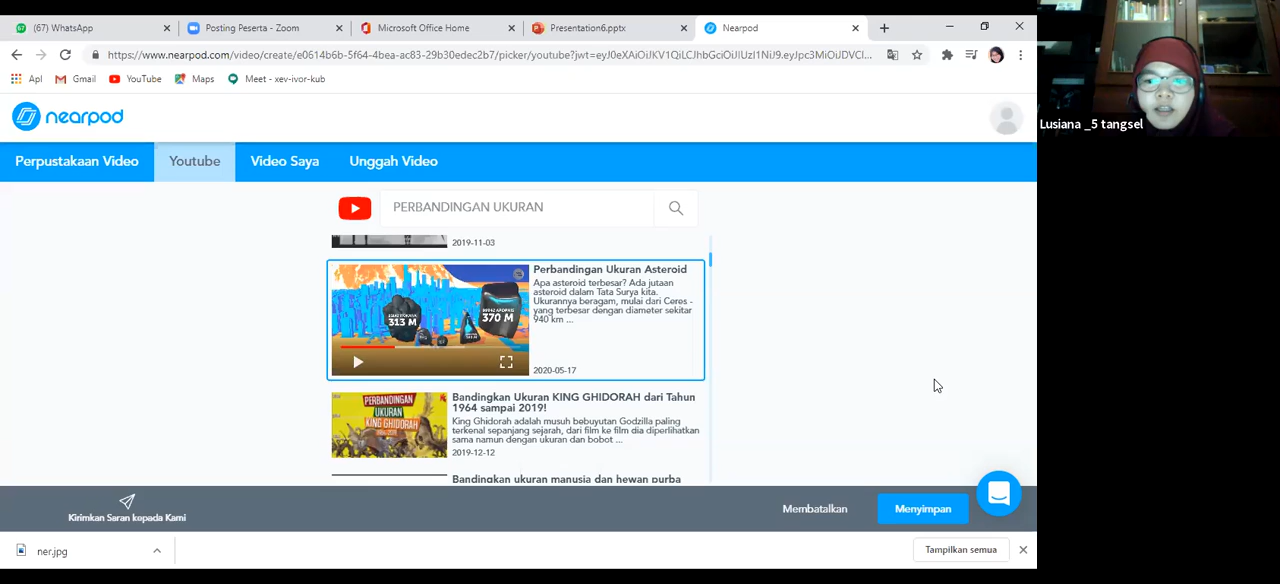 (67) WhatsApp
Posting Peserta - Zoom
Microsoft Office Home
Presentation6.pptx
Nearpod
https://www.nearpod.com/video/create/e0614b6b-5f64-4bea-ac83-29b30edec2b7/picker/youtube?jwt=eyJ0eXAiOiJKV1QiLCJhbGciOiJIUzI1NiJ9.eyJpc3MiOiJDVC...
Apl
Gmail
YouTube
Maps
Meet - xev-ivor-kub
nearpod
Lusiana _5 tangsel
Perpustakaan Video
Youtube
Video Saya
Unggah Video
PERBANDINGAN UKURAN
2019-11-03
Perbandingan Ukuran Asteroid
Apa asteroid terbesar? Ada jutaan
asteroid dalam Tata Surya kita.
Ukurannya beragam, mulai dari Ceres -
yang terbesar dengan diameter sekitar
940 km ...
313 M
370 M
2020-05-17
PERBANDINGAN
UKURAN
KING GHIDORAH
Bandingkan Ukuran KING GHIDORAH dari Tahun
1964 sampai 2019!
King Ghidorah adalah musuh bebuyutan Godzilla paling
terkenal sepanjang sejarah, dari film ke film dia diperlihatkan
sama namun dengan ukuran dan bobot ...
2019-12-12
Bandingkan ukuran manusia dan hewan purba
Kirimkan Saran kepada Kami
Membatalkan
Menyimpan
ner.jpg
Tampilkan semua